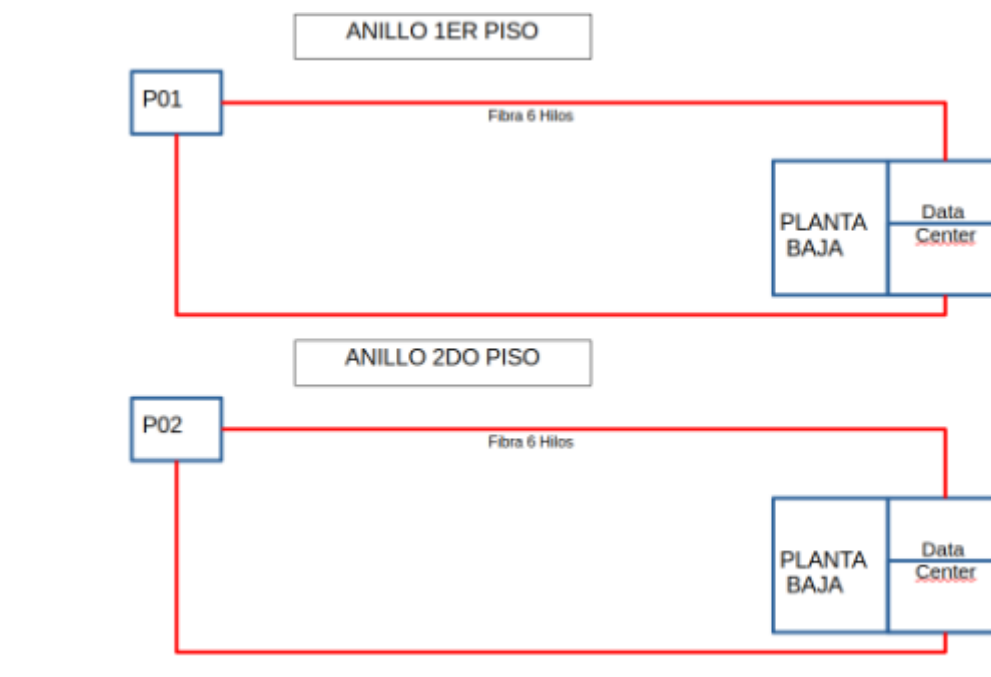 ANILLO 1ER PISO
P01
Fibra 6 Hilos
PLANTA
BAJA
Data
Center
ANILLO 2DO PISO
P02
Fibra 6 Hilos
PLANTA
BAJA
Data
Center